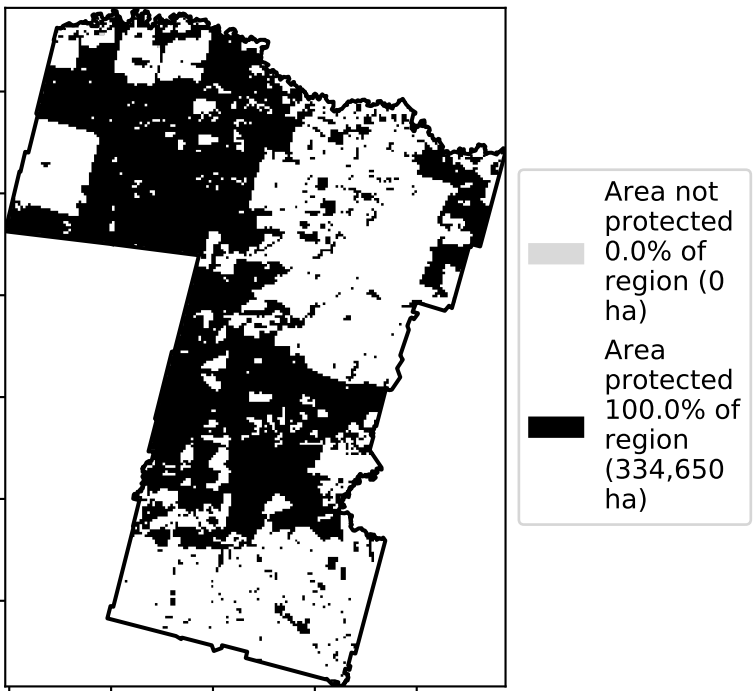 Area not
protected
0.0% of
region (0
ha)
Area
protected
100.0% of
region
(334,650
ha)